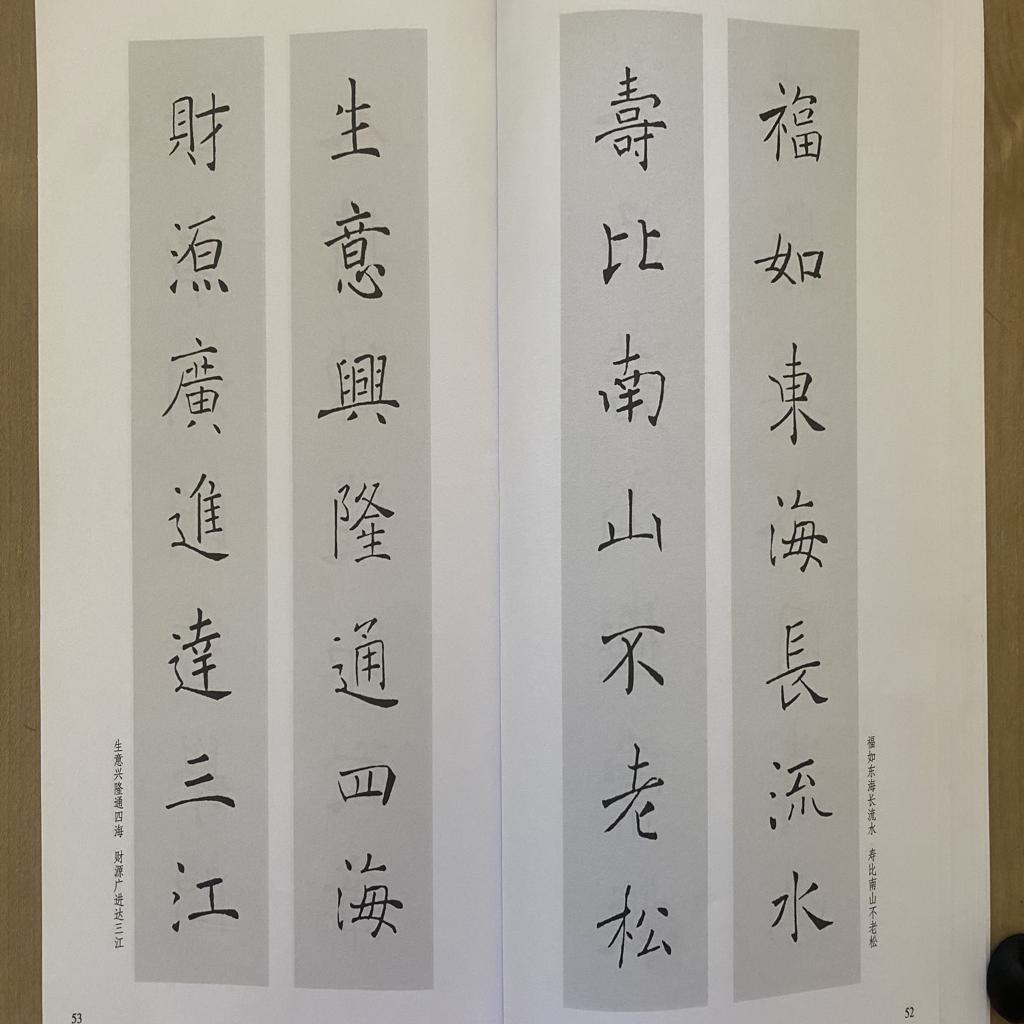 福如東海長流水
壽比南山不老松
福如东海长流水 寿比南山不老松
52
生意興隆通四海
財源廣進達三江
生意兴隆通四海 财源广进达三江
53